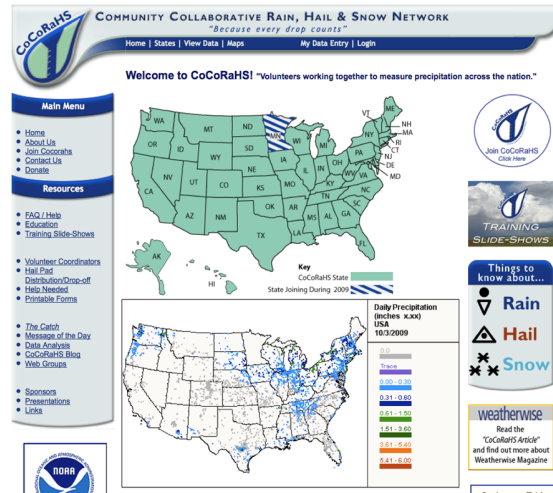 CoCoRaHS
COMMUNITY COLLABORATIVE RAIN, HAIL & SNOW NETWORK
"Because every drop counts"
Home | States | View Data | Maps My Data Entry | Login
Welcome to CoCoRaHS! "Volunteers working together to measure precipitation across the nation."
Main Menu
Home
About Us
Join Cocorahs
Contact Us
Donate
Resources
FAQ / Help
Education
Training Slide-Shows
Volunteer Coordinators
Hail Pad
Distribution/Drop-off
Help Needed
Printable Forms
The Catch
Message of the Day
Data Analysis
CoCoRaHS Blog
Web Groups
Sponsors
Presentations
Links
NOAA
WA
MT
ND
MN
OR
ID
WY
SD
WI
MI
NY
VT
ME
NH
MA
RI
CT
NJ
DE
MD
PA
NV
UT
CO
NE
IA
IL
IN
OH
WV
VA
CA
KS
MO
KY
NC
TN
SC
AZ
NM
OK
AR
MS
AL
GA
TX
LA
FL
AK
HI
Key
CoCoRaHS State
State Joining During 2009
Daily Precipitation
(inches x.xx)
USA
10/3/2009
0.0
Trace
0.00 - 0.30
0.31 - 0.60
0.61 - 1.50
1.51 - 3.60
3.61 - 5.40
5.41 - 6.00
CoCoRaHS
Join CoCoRaHS
Click Here
TRAINING
SLIDE-SHOWS
Things to
know about...
Rain
Hail
Snow
weatherwise
Read the
"CoCoRaHS Article"
and find out more about
Weatherwise Magazine